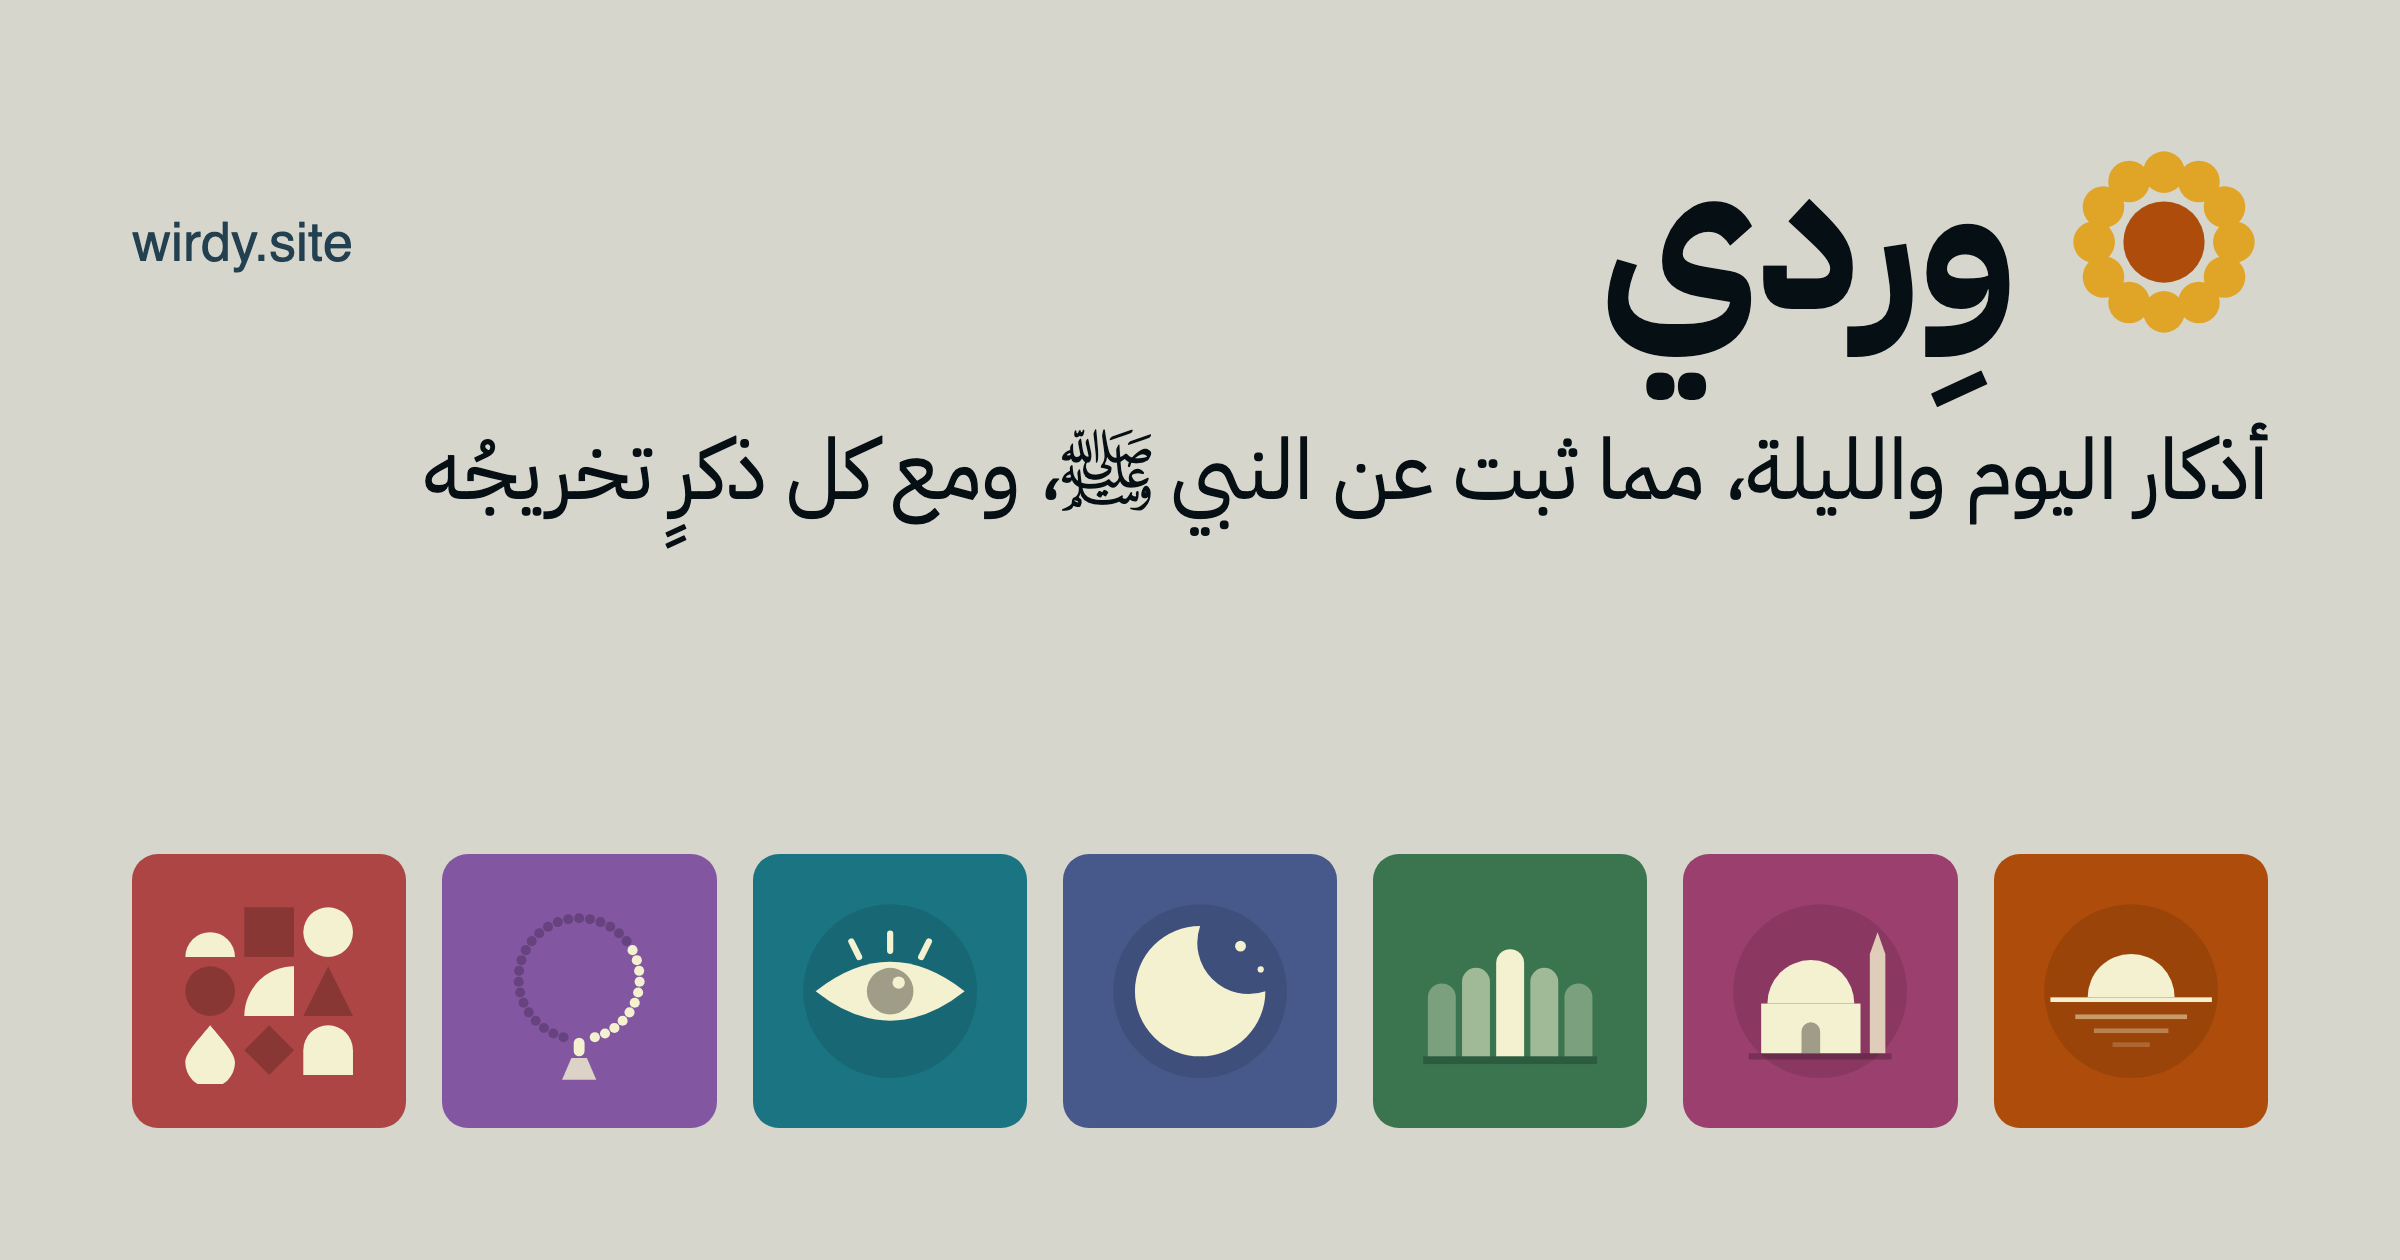 وِردي
wirdy.site
أذكار اليوم والليلة، مما ثبت عن النبي ﷺ، ومع كل ذكرٍ تخريجُه